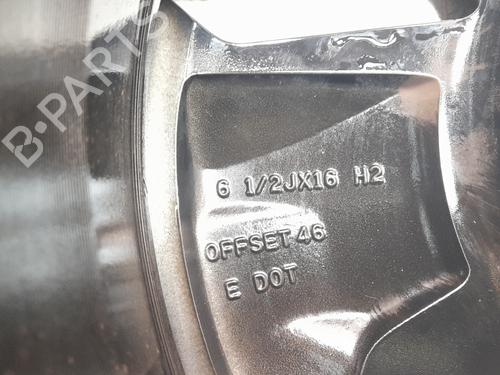 B-PARTS
6 1/2JX16 H2
OFFSET 46
E DOT